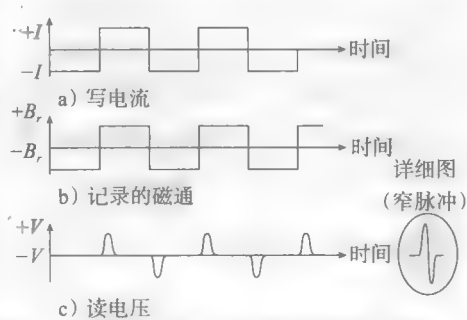 +I
时间
−I
a）写电流
+Bᵣ
时间
−Bᵣ
b）记录的磁通
详细图
（窄脉冲）
+V
时间
−V
c）读电压